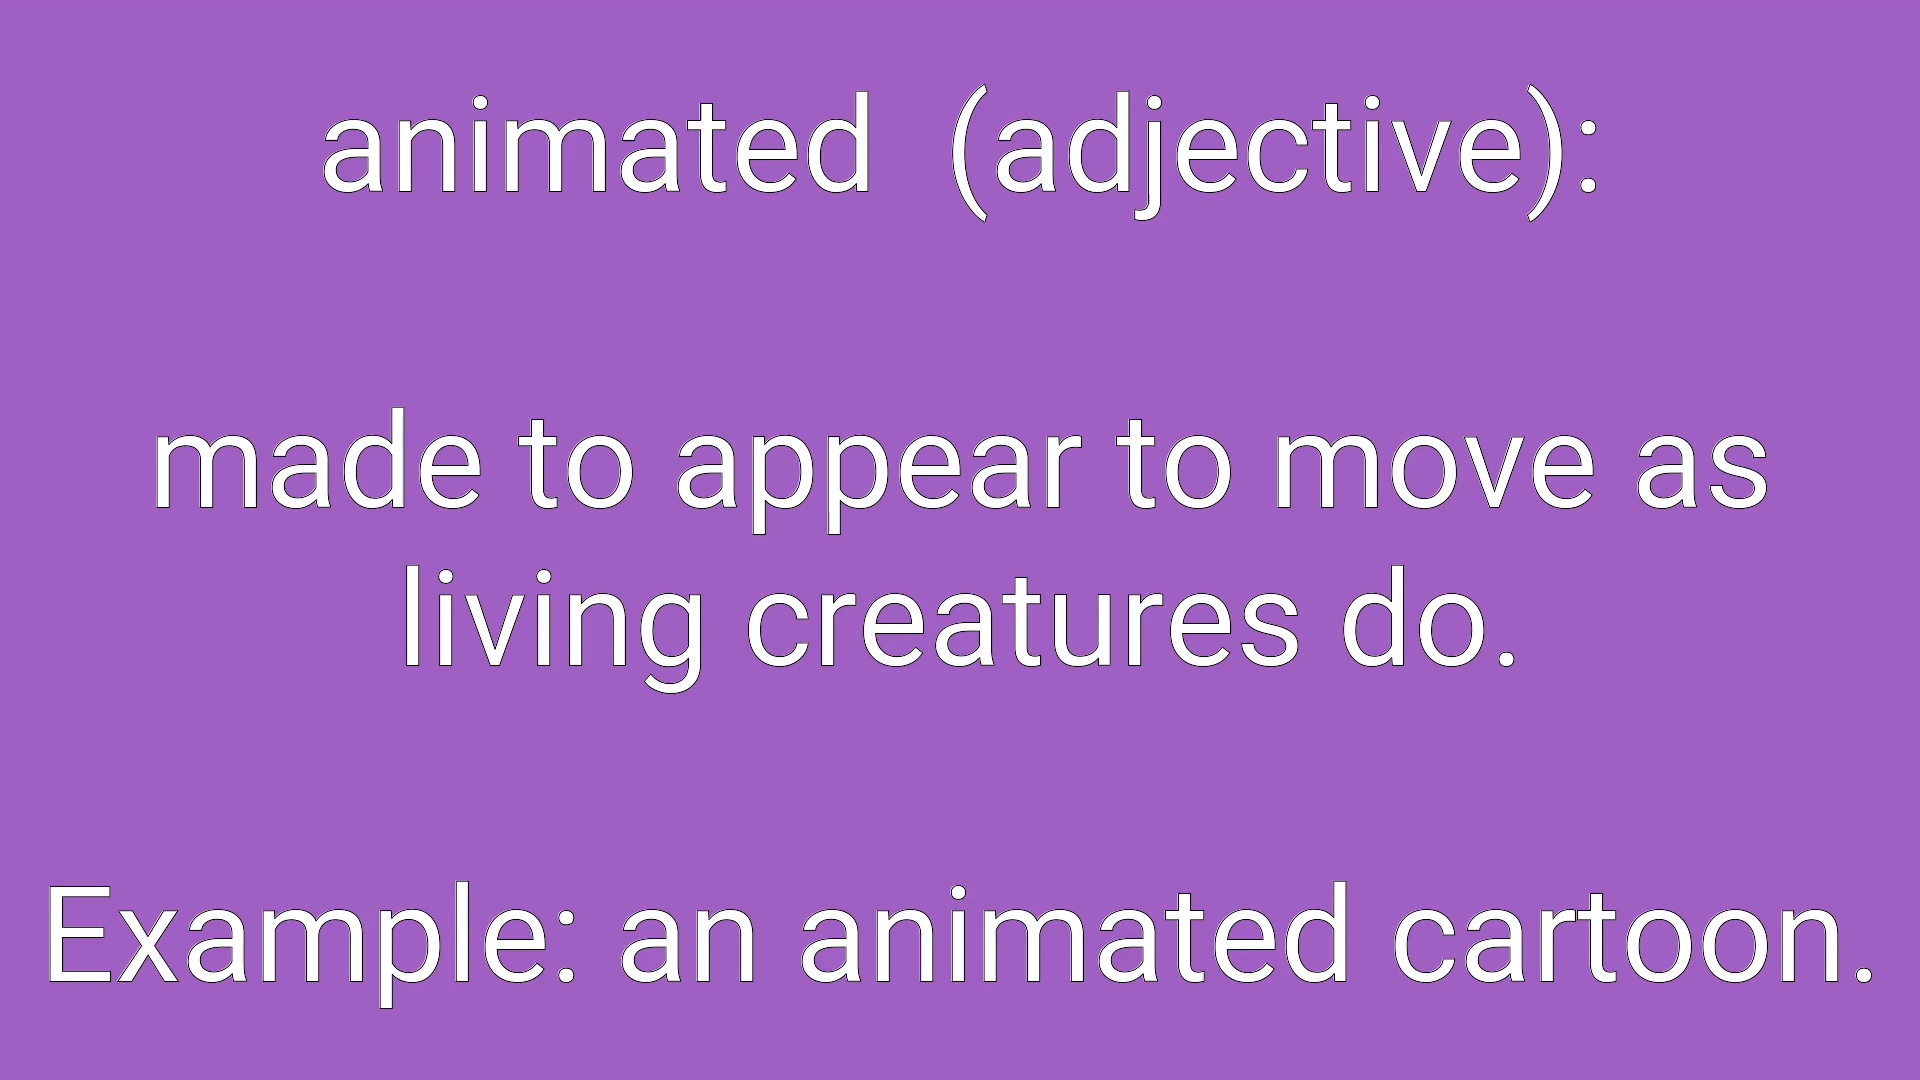 animated  (adjective):
made to appear to move as
living creatures do.
Example: an animated cartoon.